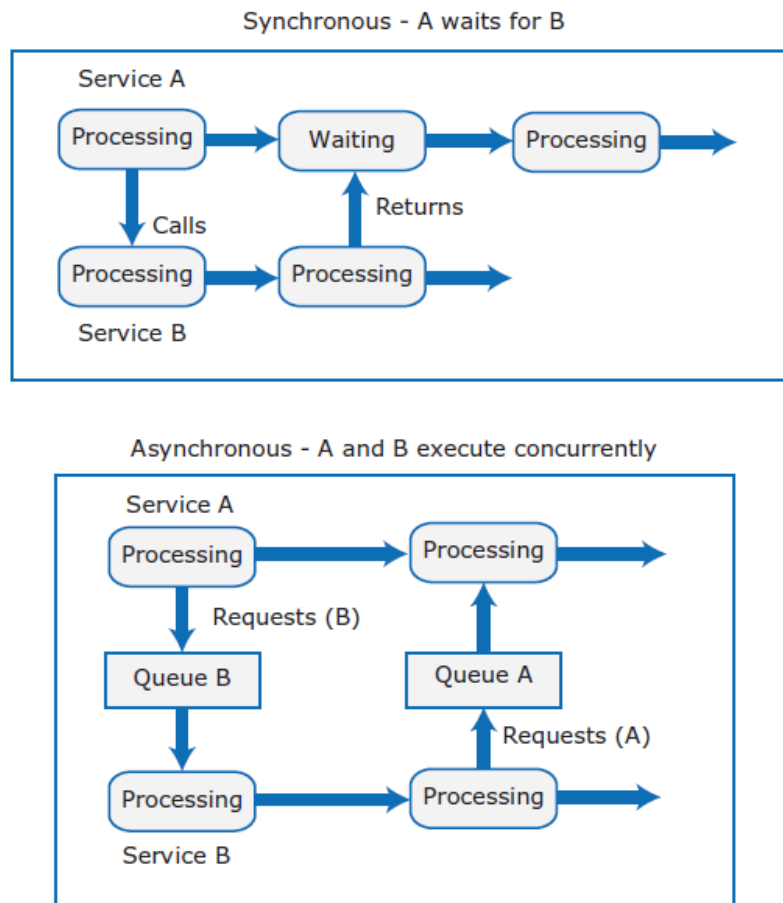 Synchronous - A waits for B
Service A
Processing
Waiting
Processing
Calls
Returns
Processing
Processing
Service B
Asynchronous - A and B execute concurrently
Service A
Processing
Processing
Requests (B)
Queue B
Queue A
Requests (A)
Processing
Processing
Service B